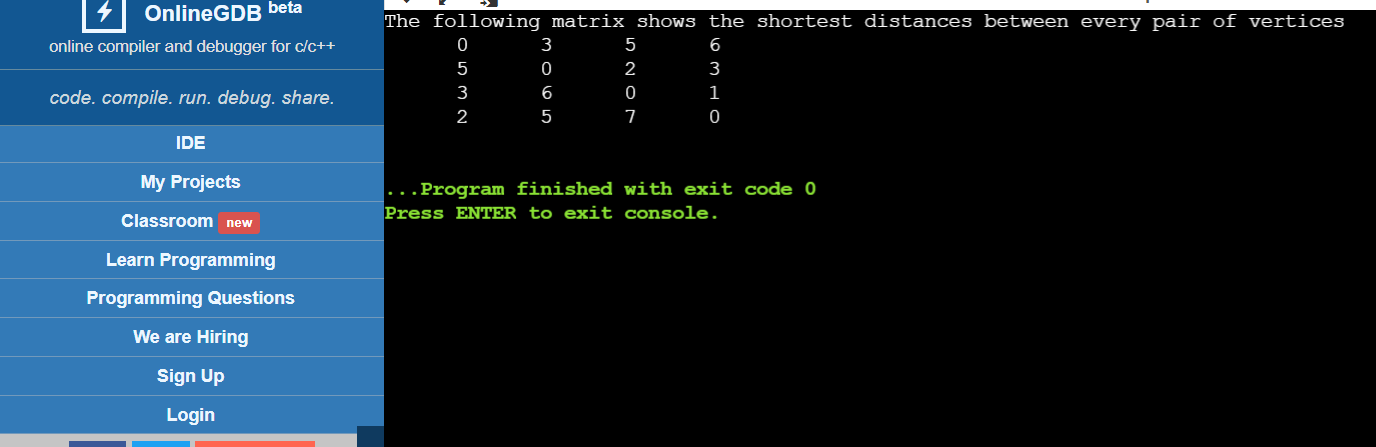 OnlineGDB beta
online compiler and debugger for c/c++
code. compile. run. debug. share.
IDE
My Projects
Classroom new
Learn Programming
Programming Questions
We are Hiring
Sign Up
Login
The following matrix shows the shortest distances between every pair of vertices
0 3 5 6
5 0 2 3
3 6 0 1
2 5 7 0
...Program finished with exit code 0
Press ENTER to exit console.